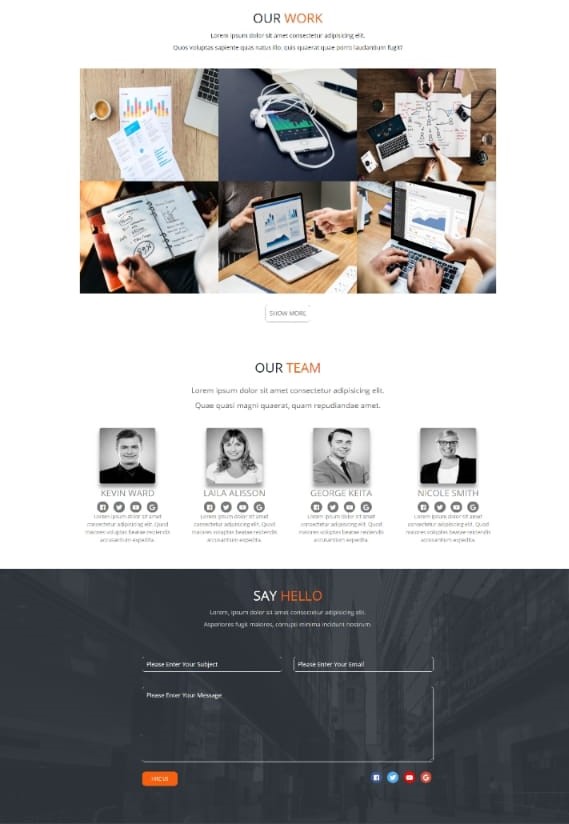 OUR WORK
Lorem ipsum dolor sit amet consectetur adipisicing elit.
Quos voluptas sapiente quas natus illo, quis quaerat quae porro laudantium fugit?
SHOW MORE
OUR TEAM
Lorem ipsum dolor sit amet consectetur adipisicing elit.
Quae quasi magni quaerat, quam repudiandae amet.
KEVIN WARD
LAILA ALISSON
GEORGE KEITA
NICOLE SMITH
Lorem ipsum dolor sit amet
consectetur adipisicing elit. Quod
maiores voluptas beatae reiciendis
accusantium expedita.
Lorem ipsum dolor sit amet
consectetur adipisicing elit. Quod
maiores voluptas beatae reiciendis
accusantium expedita.
Lorem ipsum dolor sit amet
consectetur adipisicing elit. Quod
maiores voluptas beatae reiciendis
accusantium expedita.
Lorem ipsum dolor sit amet
consectetur adipisicing elit. Quod
maiores voluptas beatae reiciendis
accusantium expedita.
SAY HELLO
Lorem, ipsum dolor sit amet consectetur adipisicing elit.
Asperiores fugit maiores, corrupti minima incidunt nostrum.
Please Enter Your Subject
Please Enter Your Email
Please Enter Your Message